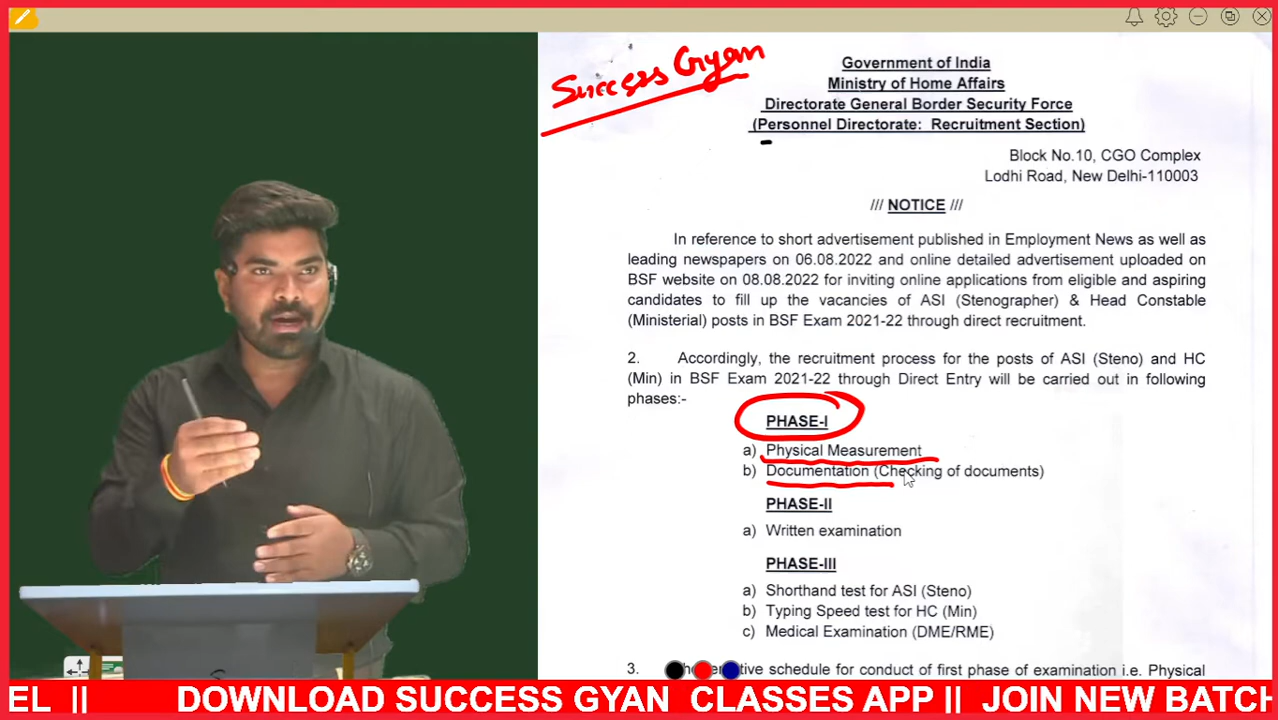 Success Gyan
Government of India
Ministry of Home Affairs
Directorate General Border Security Force
(Personnel Directorate: Recruitment Section)
Block No.10, CGO Complex
Lodhi Road, New Delhi-110003
/// NOTICE ///
In reference to short advertisement published in Employment News as well as
leading newspapers on 06.08.2022 and online detailed advertisement uploaded on
BSF website on 08.08.2022 for inviting online applications from eligible and aspiring
candidates to fill up the vacancies of ASI (Stenographer) & Head Constable
(Ministerial) posts in BSF Exam 2021-22 through direct recruitment.
2. Accordingly, the recruitment process for the posts of ASI (Steno) and HC
(Min) in BSF Exam 2021-22 through Direct Entry will be carried out in following
phases:-
PHASE-I
a) Physical Measurement
b) Documentation (Checking of documents)
PHASE-II
a) Written examination
PHASE-III
a) Shorthand test for ASI (Steno)
b) Typing Speed test for HC (Min)
c) Medical Examination (DME/RME)
3. schedule for conduct of first phase of examination i.e. Physical
EL || DOWNLOAD SUCCESS GYAN CLASSES APP || JOIN NEW BATCH